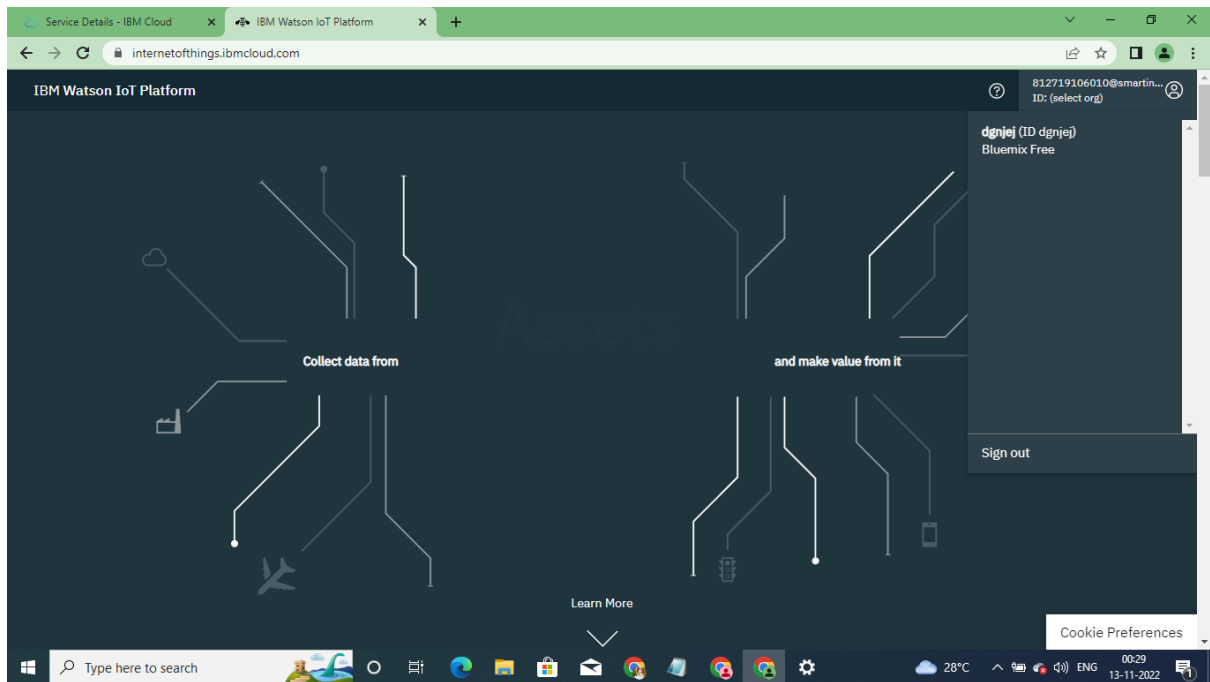 Service Details - IBM Cloud
IBM Watson IoT Platform
internetofthings.ibmcloud.com
IBM Watson IoT Platform
812719106010@smartin...
ID: (select org)
dgnjej (ID dgnjej)
Bluemix Free
Assets
Collect data from
and make value from it
Sign out
Learn More
Cookie Preferences
Type here to search
28°C
ENG
00:29
13-11-2022
1